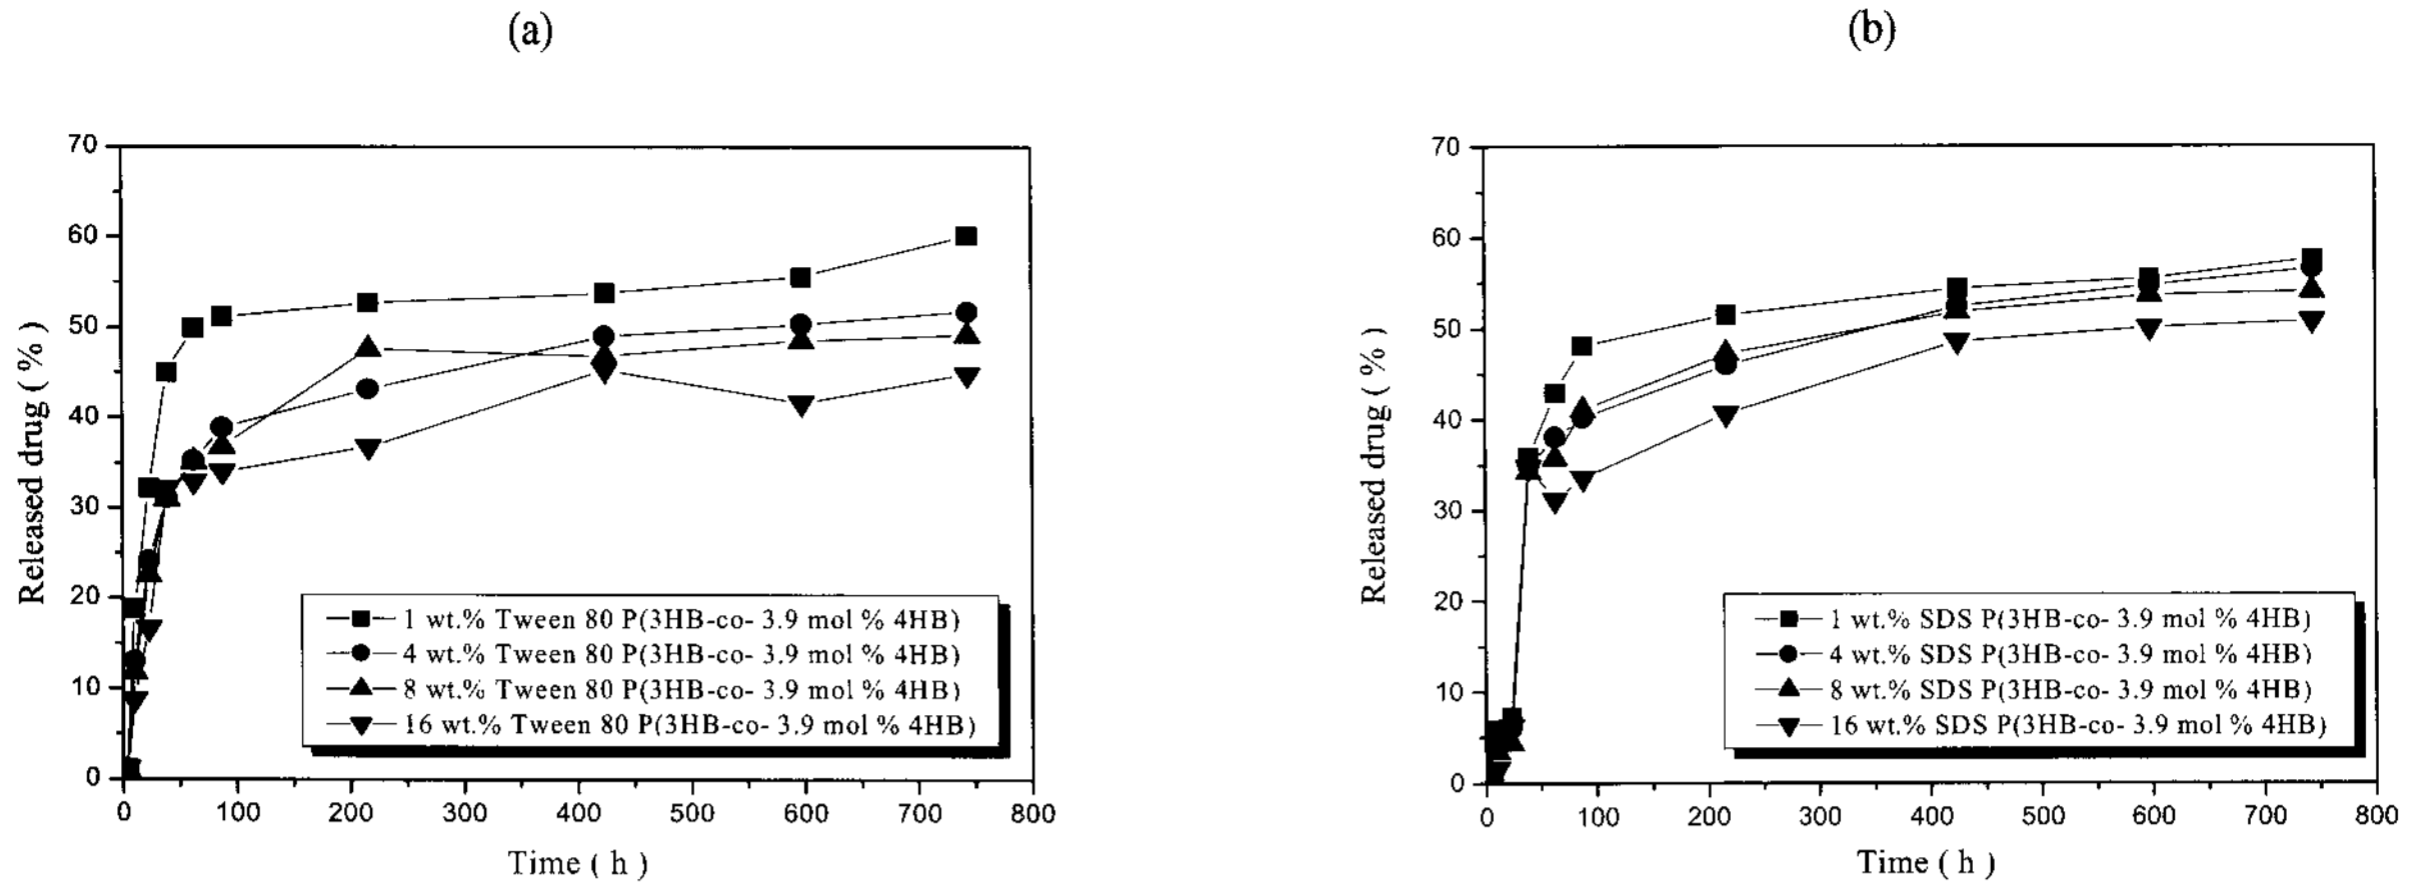 (a)
(b)
70
60
50
40
30
20
10
0
Released drug ( % )
1 wt.% Tween 80 P(3HB-co- 3.9 mol % 4HB)
4 wt.% Tween 80 P(3HB-co- 3.9 mol % 4HB)
8 wt.% Tween 80 P(3HB-co- 3.9 mol % 4HB)
16 wt.% Tween 80 P(3HB-co- 3.9 mol % 4HB)
0 100 200 300 400 500 600 700 800
Time ( h )
70
60
50
40
30
20
10
0
Released drug ( % )
1 wt.% SDS P(3HB-co- 3.9 mol % 4HB)
4 wt.% SDS P(3HB-co- 3.9 mol % 4HB)
8 wt.% SDS P(3HB-co- 3.9 mol % 4HB)
16 wt.% SDS P(3HB-co- 3.9 mol % 4HB)
0 100 200 300 400 500 600 700 800
Time ( h )